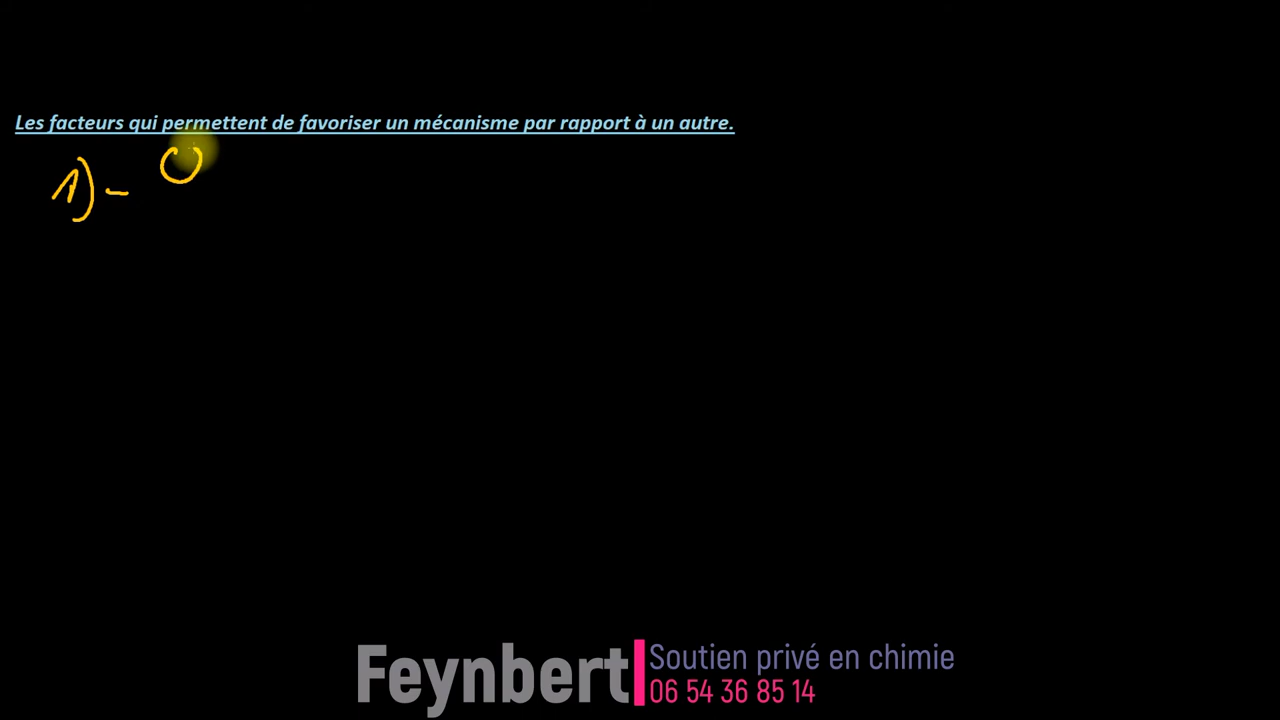 Les facteurs qui permettent de favoriser un mécanisme par rapport à un autre.
1) -
Feynbert
Soutien privé en chimie
06 54 36 85 14